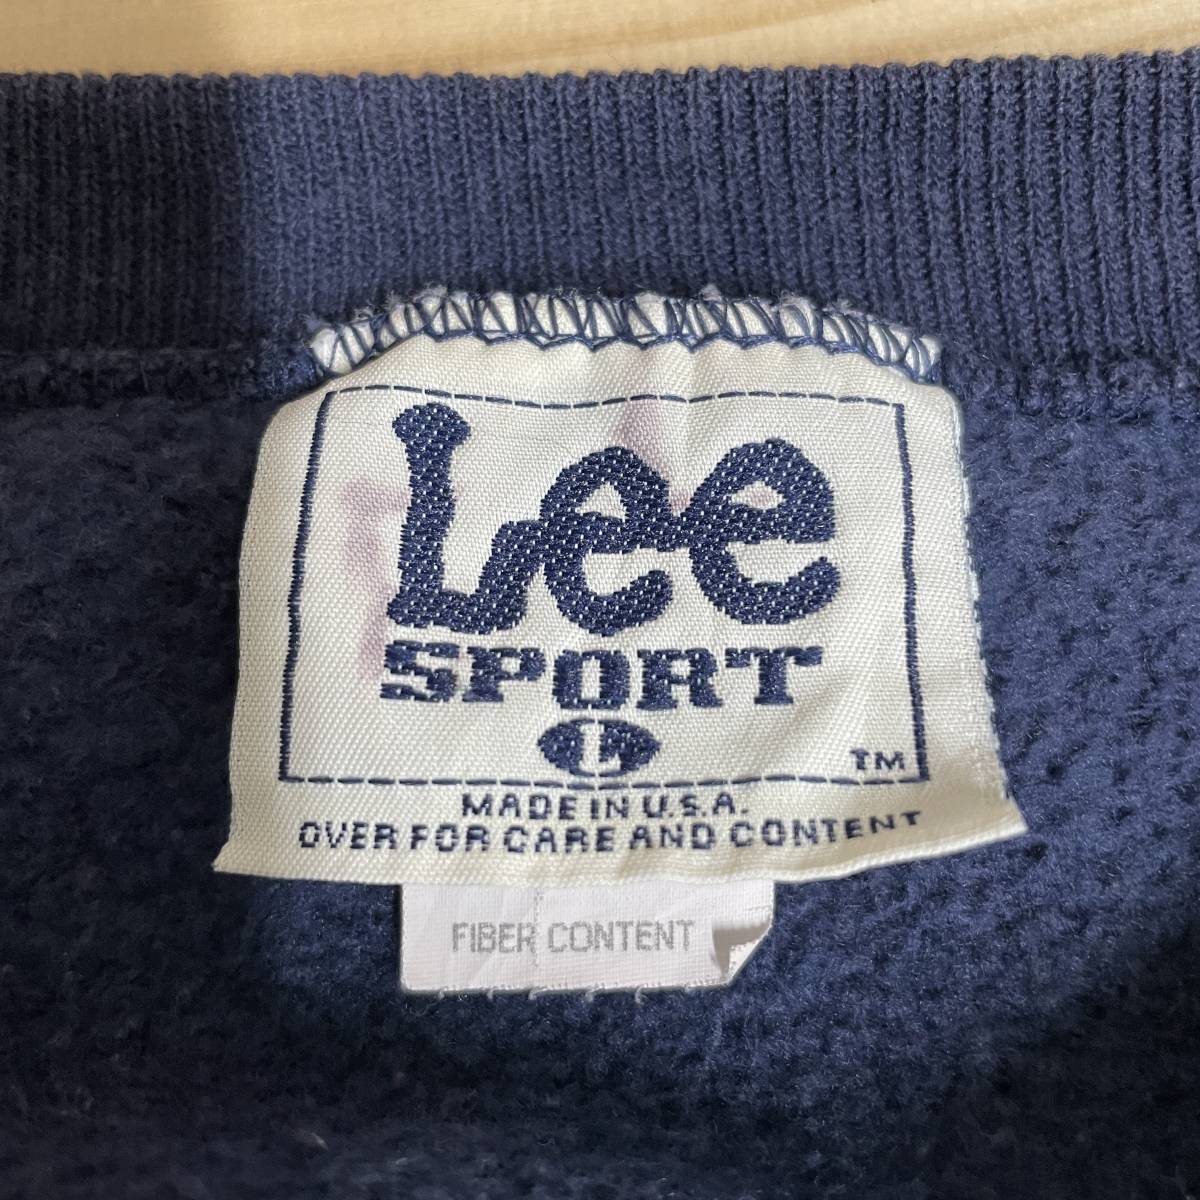 Lee
SPORT
L
TM
MADE IN U.S.A.
OVER FOR CARE AND CONTENT
FIBER CONTENT